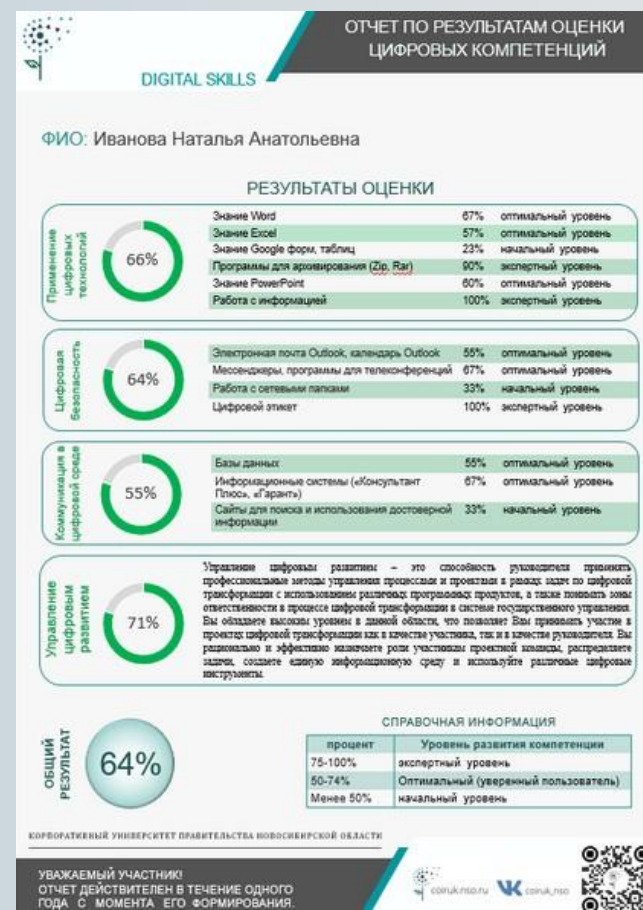 ОТЧЕТ ПО РЕЗУЛЬТАТАМ ОЦЕНКИ
ЦИФРОВЫХ КОМПЕТЕНЦИЙ
DIGITAL SKILLS
ФИО: Иванова Наталья Анатольевна
РЕЗУЛЬТАТЫ ОЦЕНКИ
Применение
цифровых
технологий
66%
Знание Word 67% оптимальный уровень
Знание Excel 57% оптимальный уровень
Знание Google форм, таблиц 23% начальный уровень
Программы для архивирования (Zip, Rar) 90% экспертный уровень
Знание PowerPoint 60% оптимальный уровень
Работа с информацией 100% экспертный уровень
Цифровая
безопасность
64%
Электронная почта Outlook, календарь Outlook 55% оптимальный уровень
Мессенджеры, программы для телеконференций 67% оптимальный уровень
Работа с сетевыми папками 33% начальный уровень
Цифровой этикет 100% экспертный уровень
Коммуникация в
цифровой среде
55%
Базы данных 55% оптимальный уровень
Информационные системы («Консультант 67% оптимальный уровень
Плюс», «Гарант»)
Сайты для поиска и использования достоверной 33% начальный уровень
информации
Управление
цифровым
развитием
71%
Управление цифровым развитием – это способность руководителя применять
профессиональные методы управления процессами и проектами в рамках задач по цифровой
трансформации с использованием различных программных продуктов, а также понимать зоны
ответственности в процессе цифровой трансформации в системе государственного управления.
Вы обладаете высоким уровнем в данной области, что позволяет Вам принимать участие в
проектах цифровой трансформации как в качестве участника, так и в качестве руководителя. Вы
рационально и эффективно назначаете роли участникам проектной команды, распределяете
задачи, создаете единую информационную среду и используйте различные цифровые
инструменты.
ОБЩИЙ
РЕЗУЛЬТАТ
64%
СПРАВОЧНАЯ ИНФОРМАЦИЯ
процент Уровень развития компетенции
75-100% экспертный уровень
50-74% Оптимальный (уверенный пользователь)
Менее 50% начальный уровень
КОРПОРАТИВНЫЙ УНИВЕРСИТЕТ ПРАВИТЕЛЬСТВА НОВОСИБИРСКОЙ ОБЛАСТИ
УВАЖАЕМЫЙ УЧАСТНИК!
ОТЧЕТ ДЕЙСТВИТЕЛЕН В ТЕЧЕНИЕ ОДНОГО
ГОДА С МОМЕНТА ЕГО ФОРМИРОВАНИЯ.